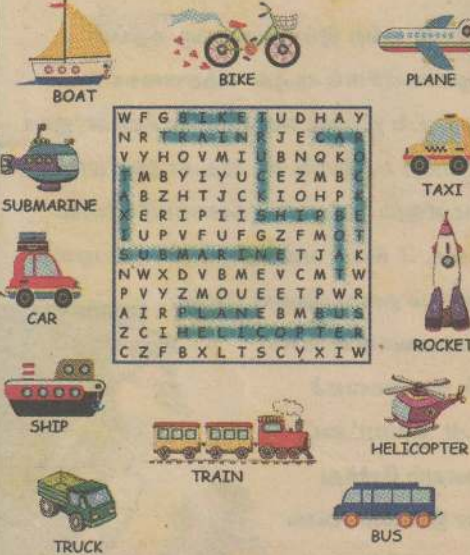 BOAT
BIKE
PLANE
W F G B I K E T U D H A Y
N R T R A I N R J E C A R
V Y H O V M I U B N Q K O
T M B Y I Y U C E Z M B C
A B Z H T J C K I O H P K
X E R I P I I S H I P B E
I U P V F U F G Z F M O T
S U B M A R I N E T J A K
N W X D V B M E V C M T W
P V Y Z M O U E E T P W R
A I R P L A N E B M B U S
Z C I H E L I C O P T E R
C Z F B X L T S C Y X I W
SUBMARINE
TAXI
CAR
ROCKET
SHIP
HELICOPTER
TRAIN
TRUCK
BUS